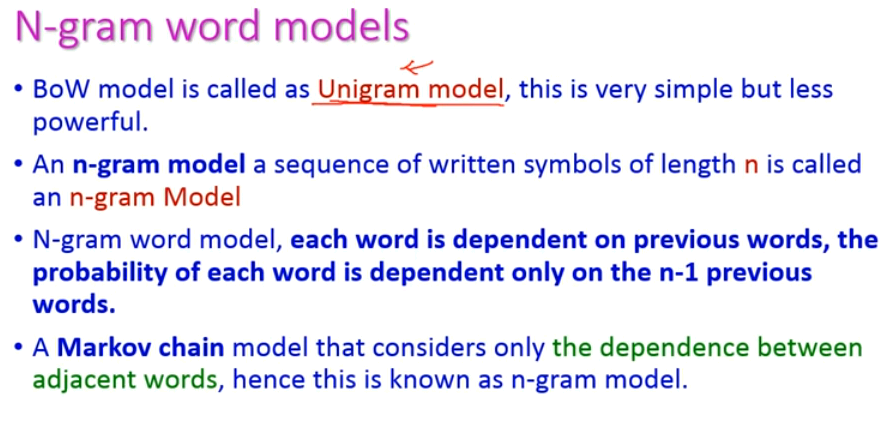 N-gram word models
• BoW model is called as Unigram model, this is very simple but less
powerful.
• An n-gram model a sequence of written symbols of length n is called
an n-gram Model
• N-gram word model, each word is dependent on previous words, the
probability of each word is dependent only on the n-1 previous
words.
• A Markov chain model that considers only the dependence between
adjacent words, hence this is known as n-gram model.